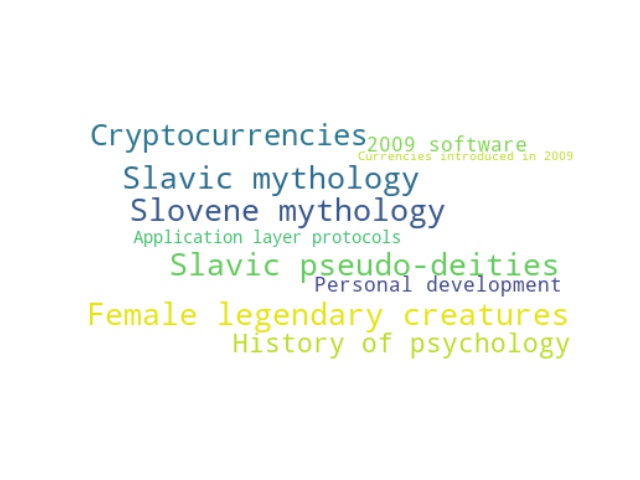 Cryptocurrencies
2009 software
Currencies introduced in 2009
Slavic mythology
Slovene mythology
Application layer protocols
Slavic pseudo-deities
Personal development
Female legendary creatures
History of psychology